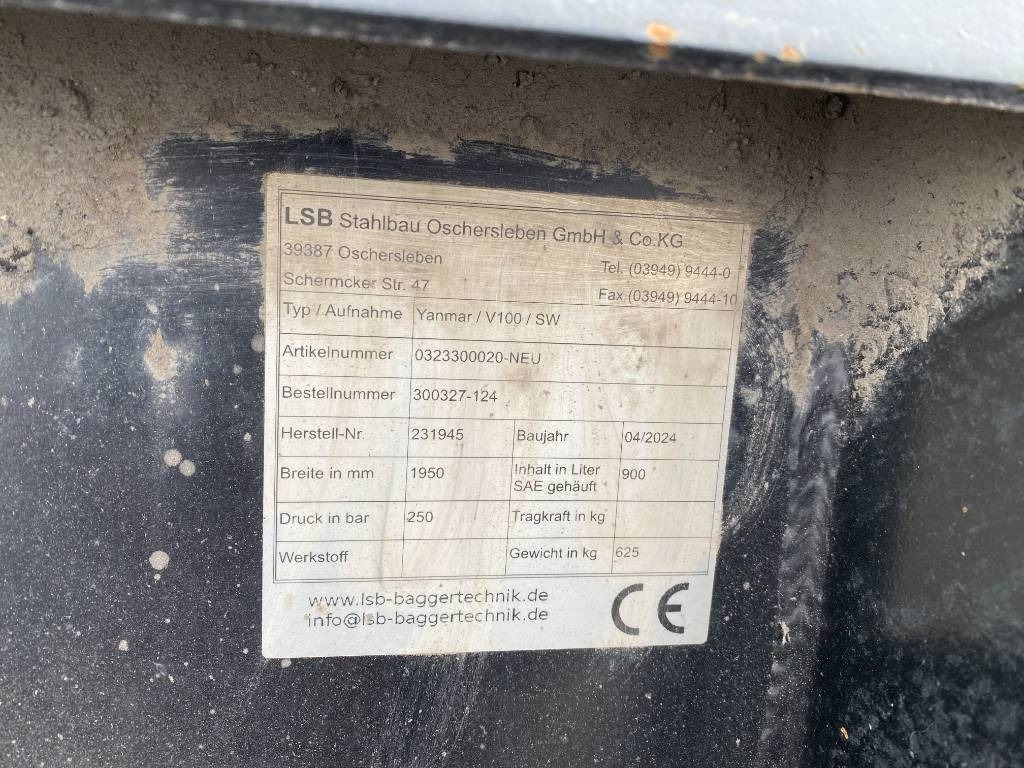 LSB Stahlbau Oschersleben GmbH & Co.KG
39387 Oschersleben Tel. (03949) 9444-0
Schermcker Str. 47 Fax (03949) 9444-10
Typ / Aufnahme Yanmar / V100 / SW
Artikelnummer 0323300020-NEU
Bestellnummer 300327-124
Herstell-Nr. 231945 Baujahr 04/2024
Breite in mm 1950 Inhalt in Liter SAE gehäuft 900
Druck in bar 250 Tragkraft in kg
Werkstoff Gewicht in kg 625
www.lsb-baggertechnik.de
info@lsb-baggertechnik.de
CE